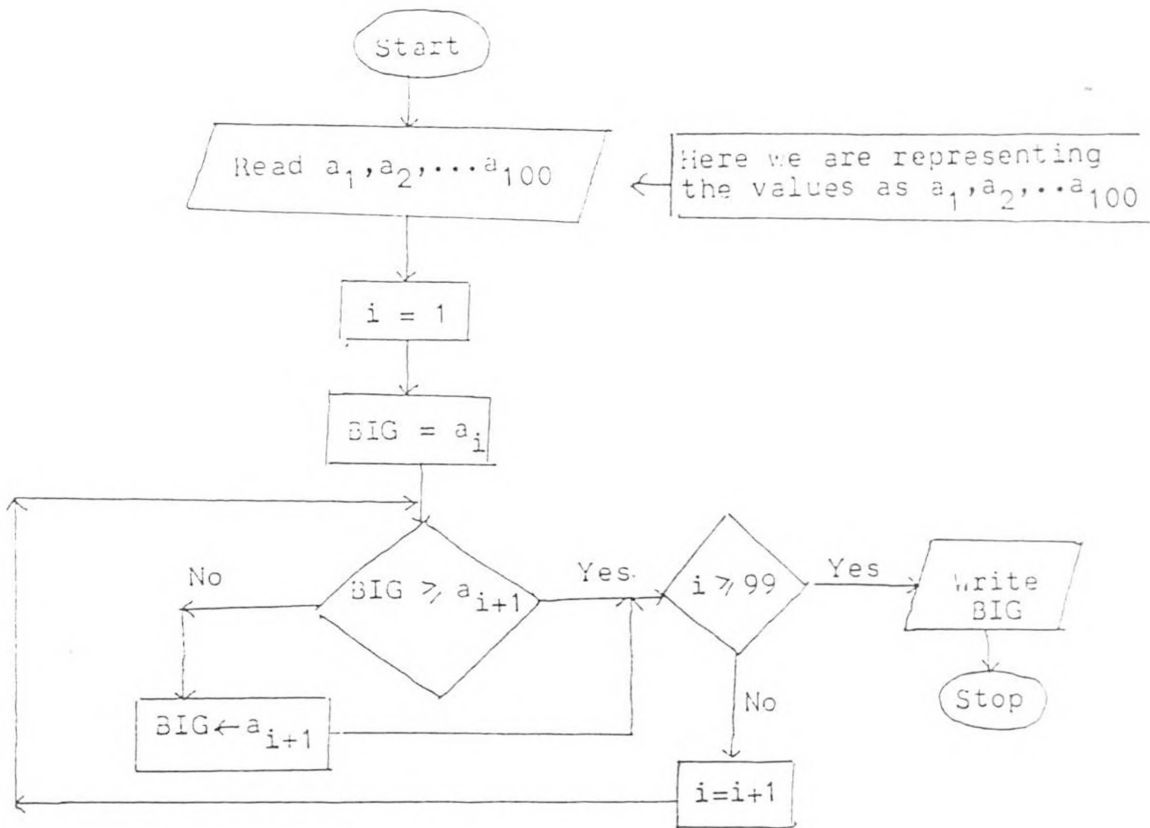 Start
Read a₁,a₂,...a₁₀₀
Here we are representing
the values as a₁,a₂,..a₁₀₀
i = 1
BIG = aᵢ
No
BIG ⩾ aᵢ₊₁
Yes
i ⩾ 99
Yes
Write
BIG
BIG←aᵢ₊₁
No
Stop
i=i+1